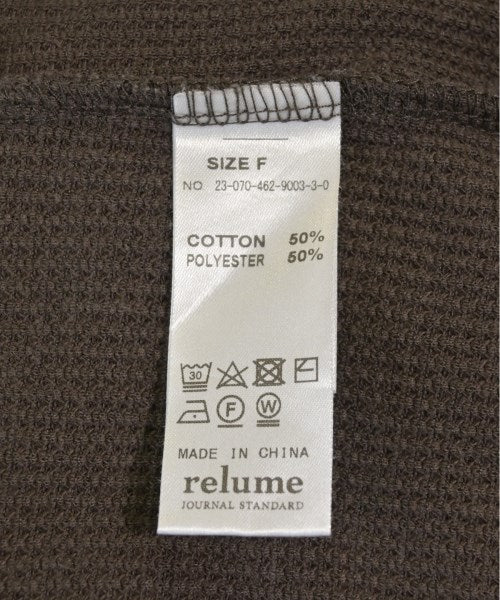 SIZE F
NO 23-070-462-9003-3-0
COTTON 50%
POLYESTER 50%
30
F W
MADE IN CHINA
relume
JOURNAL STANDARD